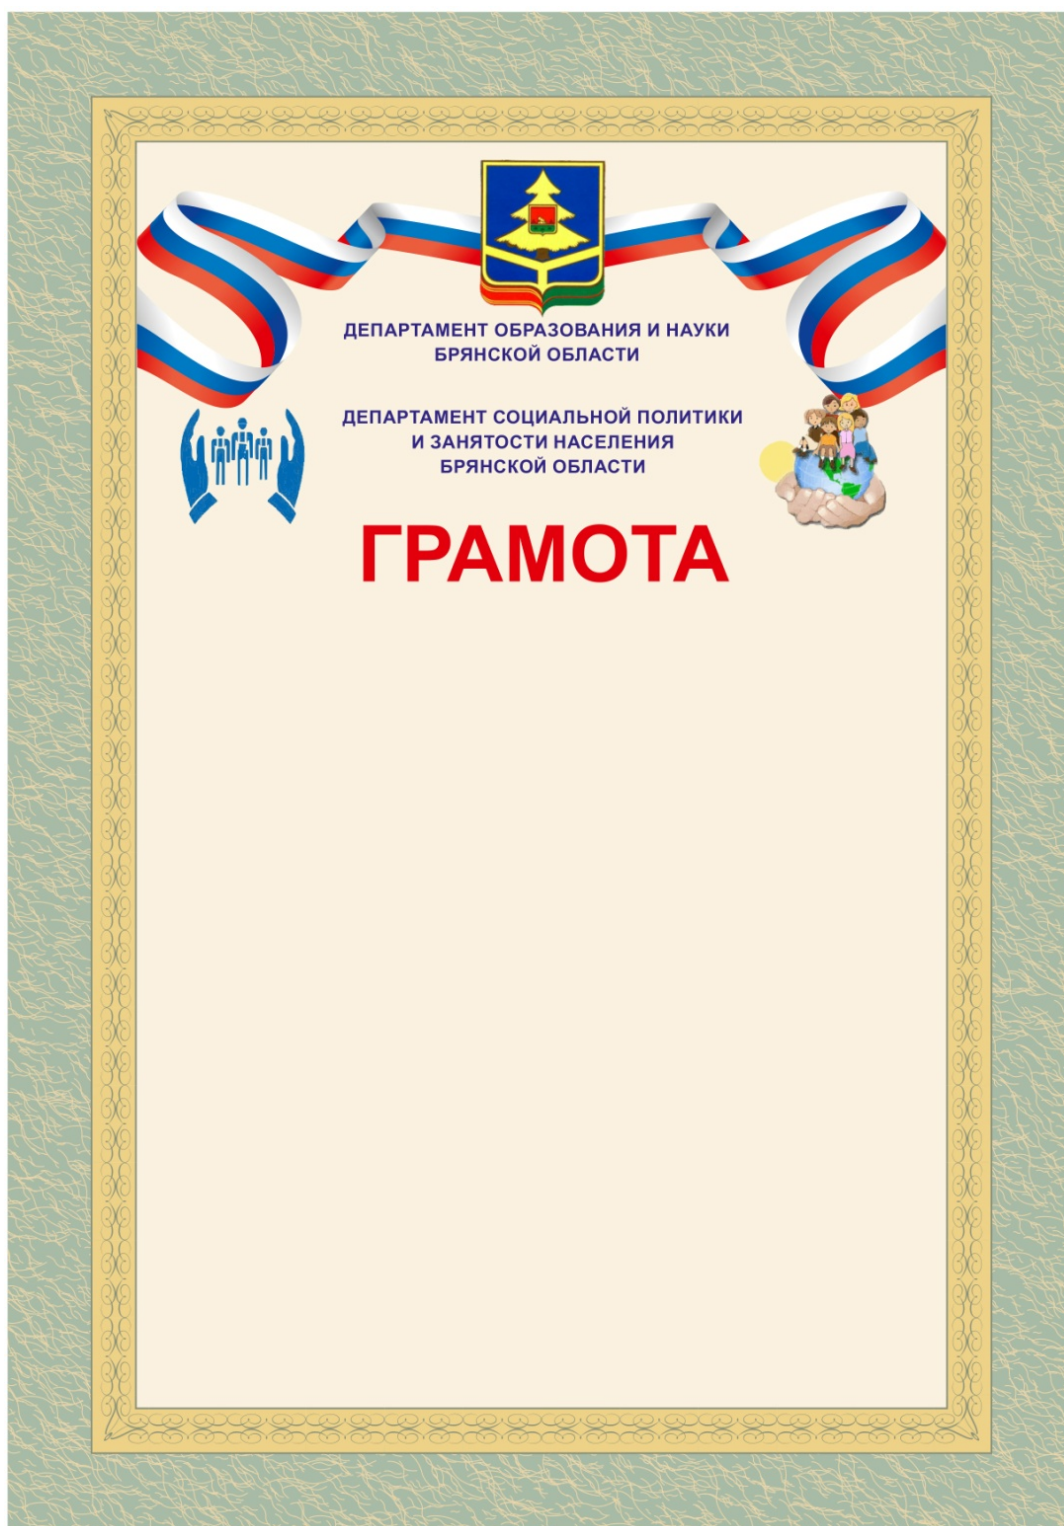 ДЕПАРТАМЕНТ ОБРАЗОВАНИЯ И НАУКИ
БРЯНСКОЙ ОБЛАСТИ
ДЕПАРТАМЕНТ СОЦИАЛЬНОЙ ПОЛИТИКИ
И ЗАНЯТОСТИ НАСЕЛЕНИЯ
БРЯНСКОЙ ОБЛАСТИ
ГРАМОТА